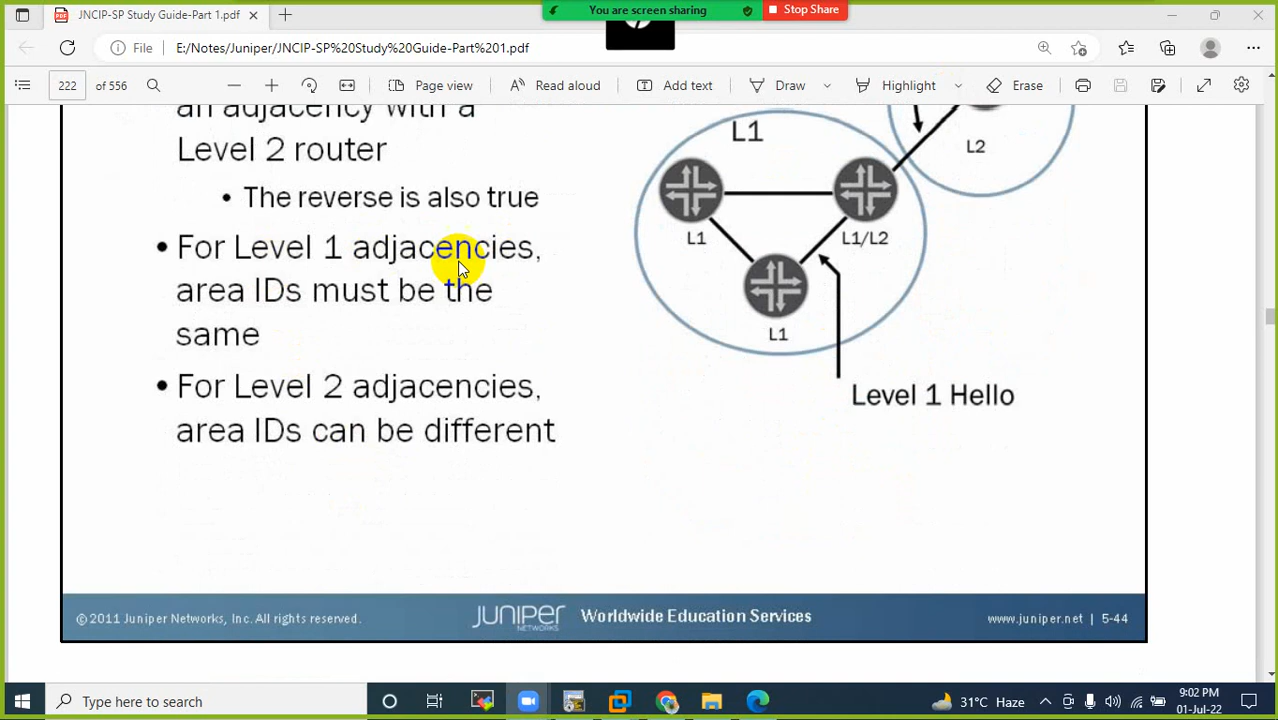 JNCIP-SP Study Guide-Part 1.pdf
You are screen sharing
Stop Share
File
E:/Notes/Juniper/JNCIP-SP%20Study%20Guide-Part%201.pdf
222
of 556
Page view
Read aloud
Add text
Draw
Highlight
Erase
an adjacency with a
Level 2 router
• The reverse is also true
• For Level 1 adjacencies,
area IDs must be the
same
• For Level 2 adjacencies,
area IDs can be different
L1
L2
L1
L1/L2
L1
Level 1 Hello
©2011 Juniper Networks, Inc. All rights reserved.
JUNIPER
NETWORKS
Worldwide Education Services
www.juniper.net | 5-44
Type here to search
31°C Haze
9:02 PM
01-Jul-22